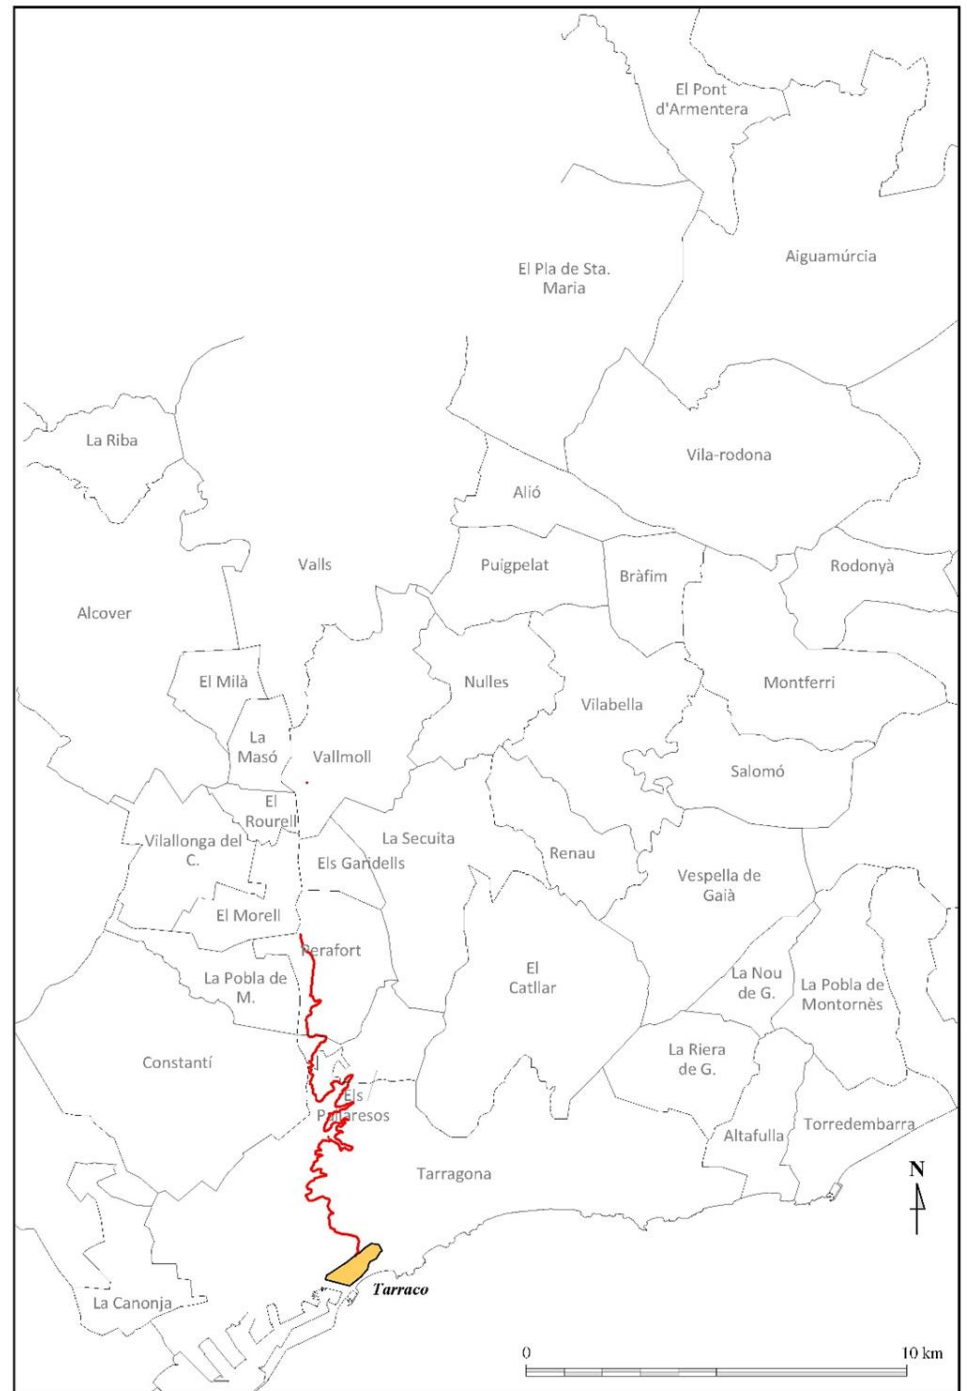 El Pont
d'Armentera
Aiguamúrcia
El Pla de Sta.
Maria
La Riba
Vila-rodona
Alió
Valls
Puigpelat
Bràfim
Rodonyà
Alcover
El Milà
Nulles
Vilabella
Montferri
La
Masó
Vallmoll
Salomó
El
Rourell
Vilallonga del
C.
La Secuita
Els Garidells
Renau
Vespella de
Gaià
El Morell
Perafort
La Pobla de
M.
El
Catllar
La Nou
de G.
La Pobla de
Montornès
Constantí
La Riera
de G.
Els
Pallaresos
Altafulla
Torredembarra
Tarragona
N
Tarraco
La Canonja
0
10 km